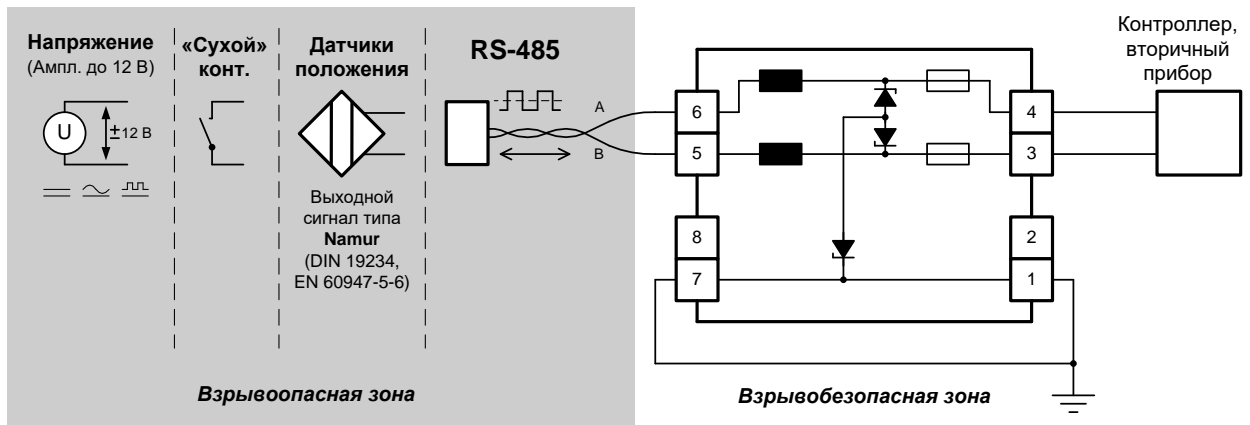 Напряжение
(Ампл. до 12 В)
U
±12 В
«Сухой»
конт.
Датчики
положения
Выходной
сигнал типа
Namur
(DIN 19234,
EN 60947-5-6)
RS-485
A
B
Взрывоопасная зона
6
5
8
7
4
3
2
1
Контроллер,
вторичный
прибор
Взрывобезопасная зона